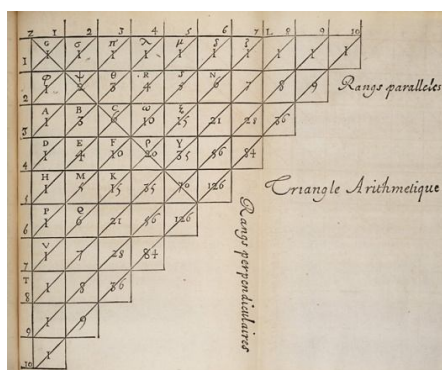 Z 1 2 3 4 5 6 7 L 8 9 10
G σ π λ μ δ ζ
1 1 1 1 1 1 1 1 1 1 1
φ ψ θ R S N
2 1 2 3 4 5 6 7 8 9
Rangs paralleles
A B C ω ξ
3 1 3 6 10 15 21 28 36
D E F ρ Y
4 1 4 10 20 35 56 84
H M K
5 1 5 15 35 70 126
Triangle Arithmetique
P Q
6 1 6 21 56 126
V
7 1 7 28 84
Rangs perpendiculaires
T
8 1 8 36
9 1 9
10 1